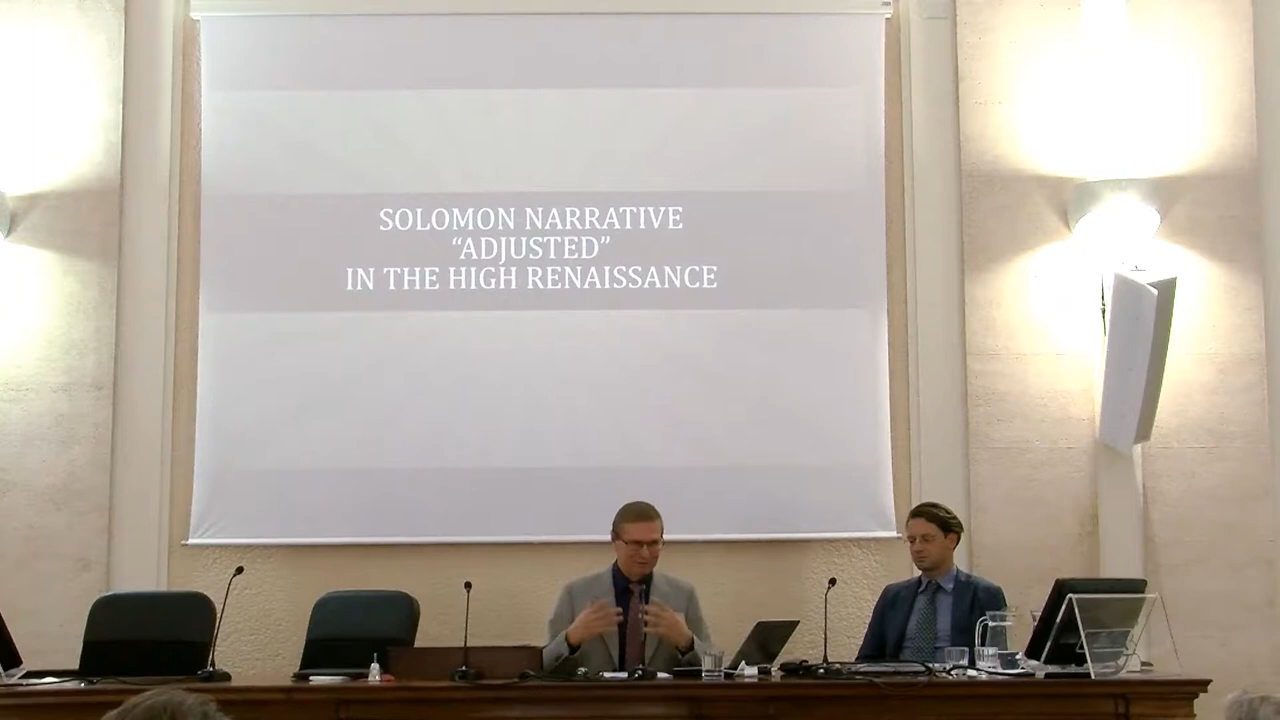 SOLOMON NARRATIVE
“ADJUSTED”
IN THE HIGH RENAISSANCE